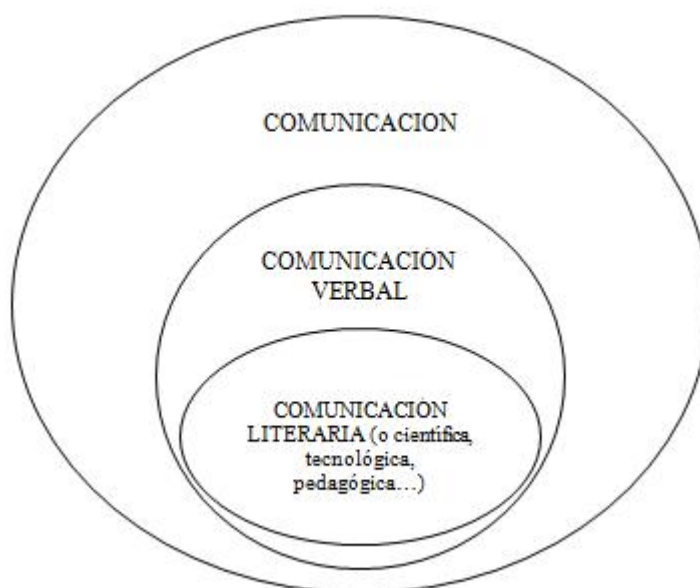 COMUNICACION
COMUNICACIÓN
VERBAL
COMUNICACIÓN
LITERARIA (o científica,
tecnológica,
pedagógica…)